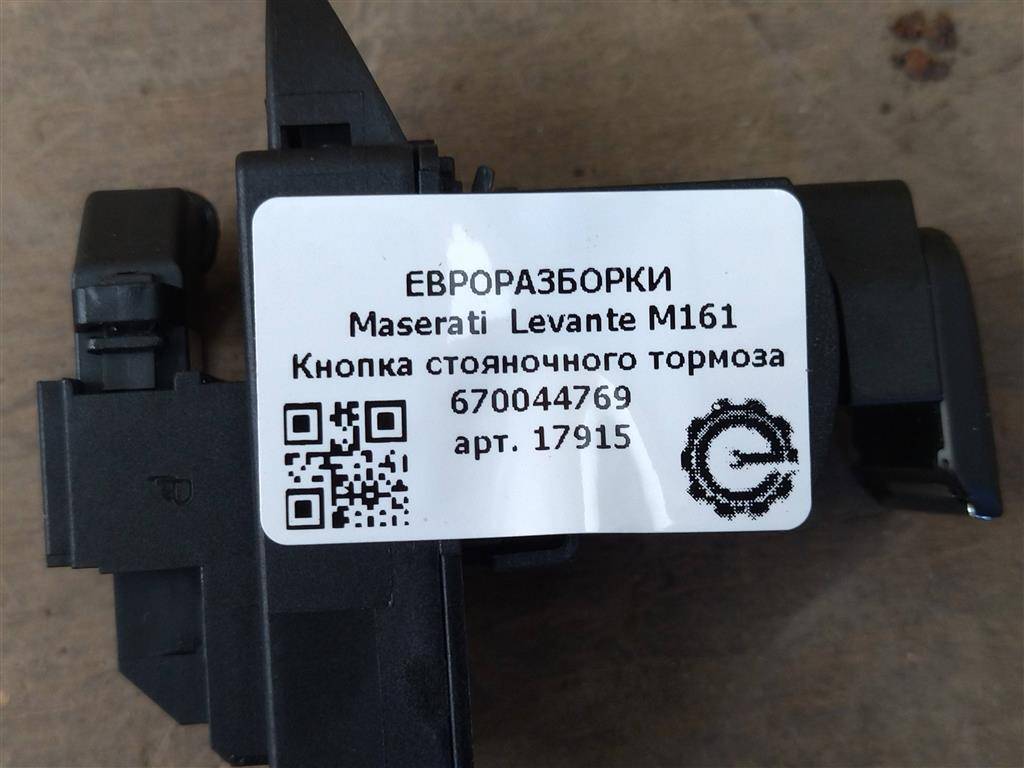 ЕВРОРАЗБОРКИ
Maserati Levante M161
Кнопка стояночного тормоза
670044769
арт. 17915